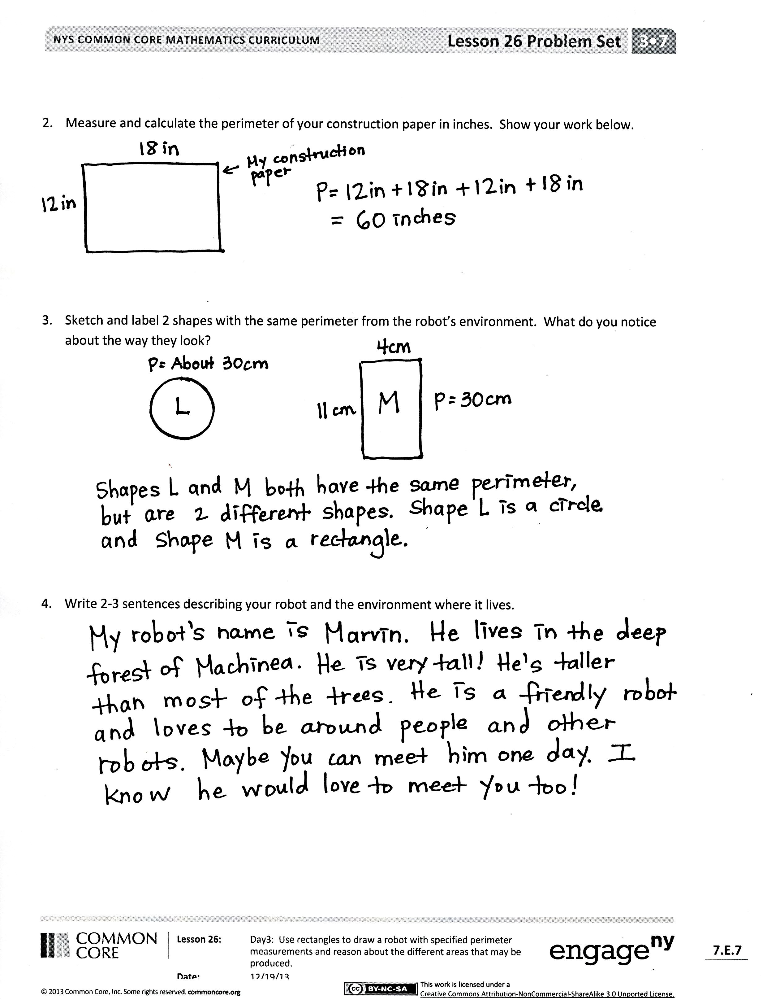 NYS COMMON CORE MATHEMATICS CURRICULUM
Lesson 26 Problem Set
3•7
2. Measure and calculate the perimeter of your construction paper in inches. Show your work below.
18 in
← My construction
paper
12 in
P= 12in + 18in + 12in + 18 in
= 60 inches
3. Sketch and label 2 shapes with the same perimeter from the robot's environment. What do you notice
about the way they look?
P= About 30cm
L
4cm
11 cm
M
P= 30cm
Shapes L and M both have the same perimeter,
but are 2 different shapes. Shape L is a circle
and Shape M is a rectangle.
4. Write 2-3 sentences describing your robot and the environment where it lives.
My robot's name is Marvin. He lives in the deep
forest of Machinea. He is very tall! He's taller
than most of the trees. He is a friendly robot
and loves to be around people and other
robots. Maybe you can meet him one day. I
know he would love to meet you too!
COMMON
CORE
Lesson 26:
Day3: Use rectangles to draw a robot with specified perimeter
measurements and reason about the different areas that may be
produced.
Date:
12/19/13
engage ny
7.E.7
© 2013 Common Core, Inc. Some rights reserved. commoncore.org
cc BY-NC-SA
This work is licensed under a
Creative Commons Attribution-NonCommercial-ShareAlike 3.0 Unported License.